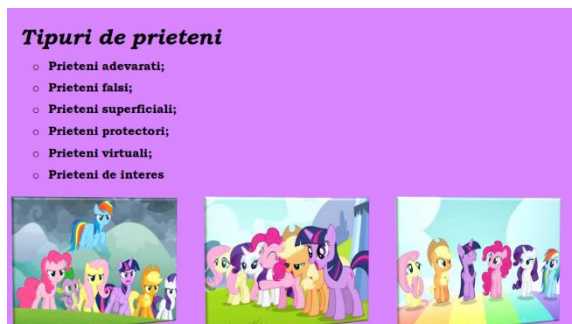 Tipuri de prieteni
○ Prieteni adevarati;
○ Prieteni falsi;
○ Prieteni superficiali;
○ Prieteni protectori;
○ Prieteni virtuali;
○ Prieteni de interes